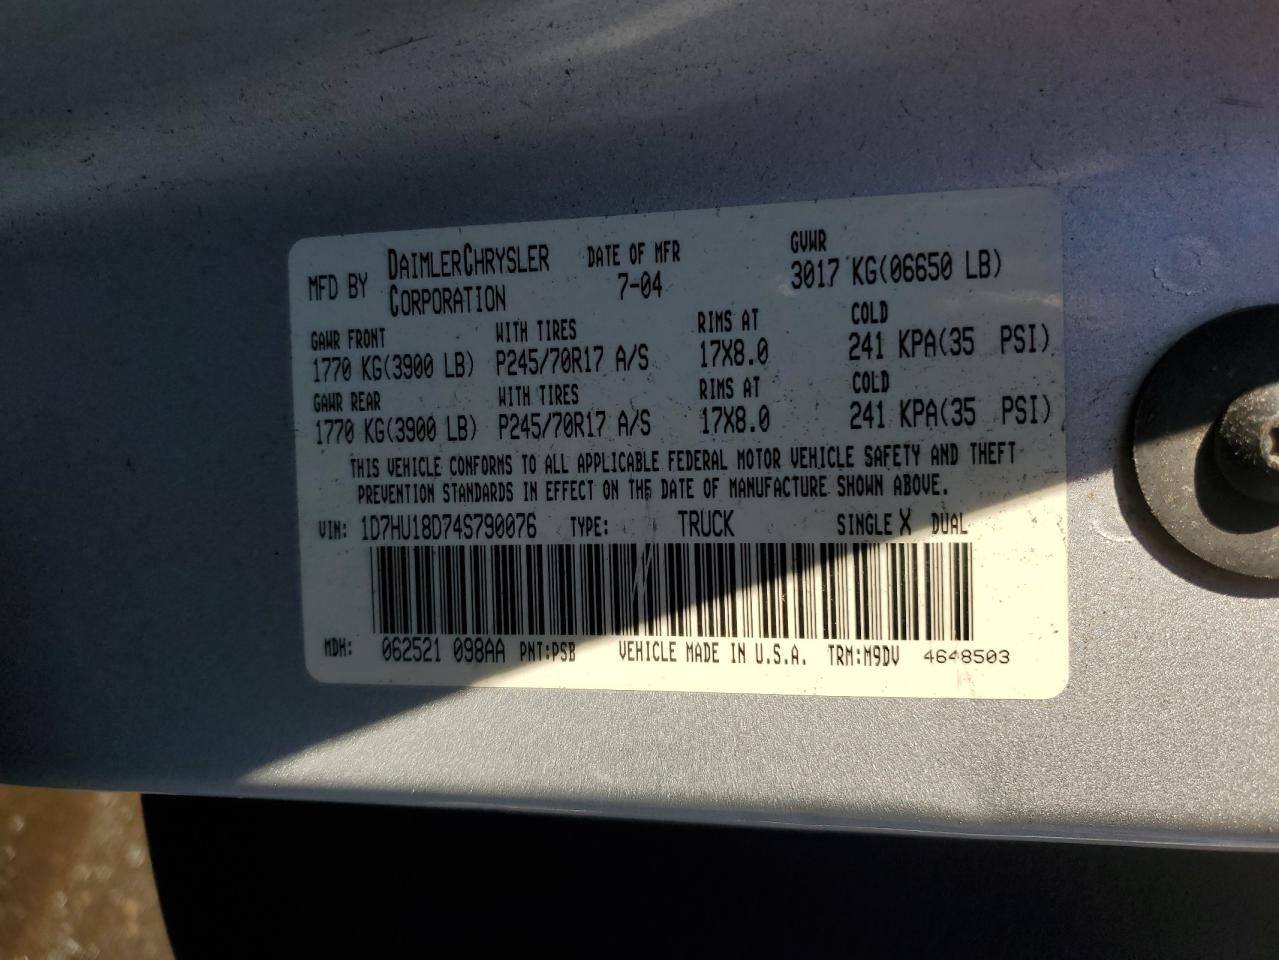 MFD BY DAIMLERCHRYSLER CORPORATION DATE OF MFR 7-04 GVWR 3017 KG(06650 LB)
GAWR FRONT WITH TIRES RIMS AT COLD
1770 KG(3900 LB) P245/70R17 A/S 17X8.0 241 KPA(35 PSI)
GAWR REAR WITH TIRES RIMS AT COLD
1770 KG(3900 LB) P245/70R17 A/S 17X8.0 241 KPA(35 PSI)
THIS VEHICLE CONFORMS TO ALL APPLICABLE FEDERAL MOTOR VEHICLE SAFETY AND THEFT
PREVENTION STANDARDS IN EFFECT ON THE DATE OF MANUFACTURE SHOWN ABOVE.
VIN: 1D7HU18D74S790076 TYPE: TRUCK SINGLE X DUAL
MDH: 062521 098AA PNT:PSB VEHICLE MADE IN U.S.A. TRM:M9DV 4648503